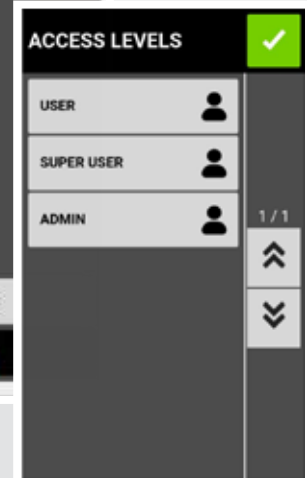 ACCESS LEVELS
USER
SUPER USER
ADMIN
1/1